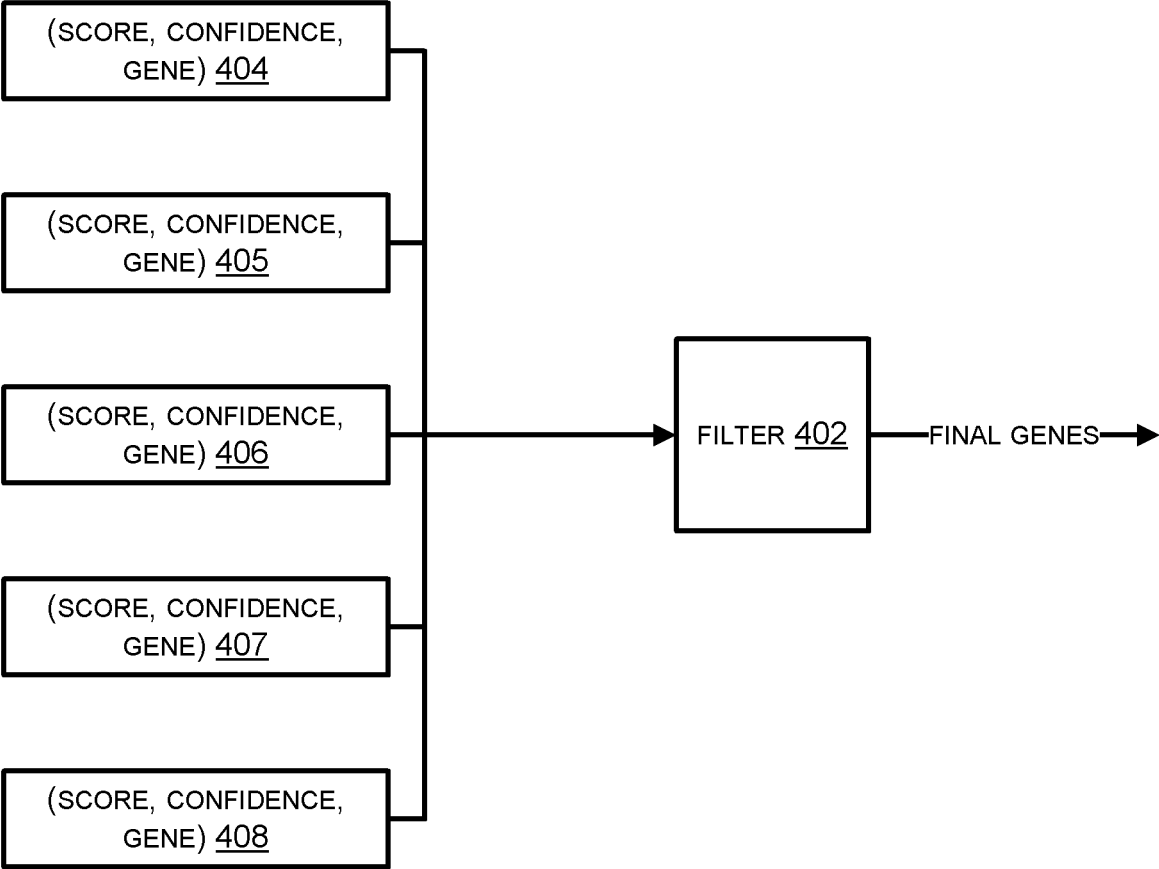 (SCORE, CONFIDENCE,
GENE) 404
(SCORE, CONFIDENCE,
GENE) 405
(SCORE, CONFIDENCE,
GENE) 406
FILTER 402
FINAL GENES
(SCORE, CONFIDENCE,
GENE) 407
(SCORE, CONFIDENCE,
GENE) 408